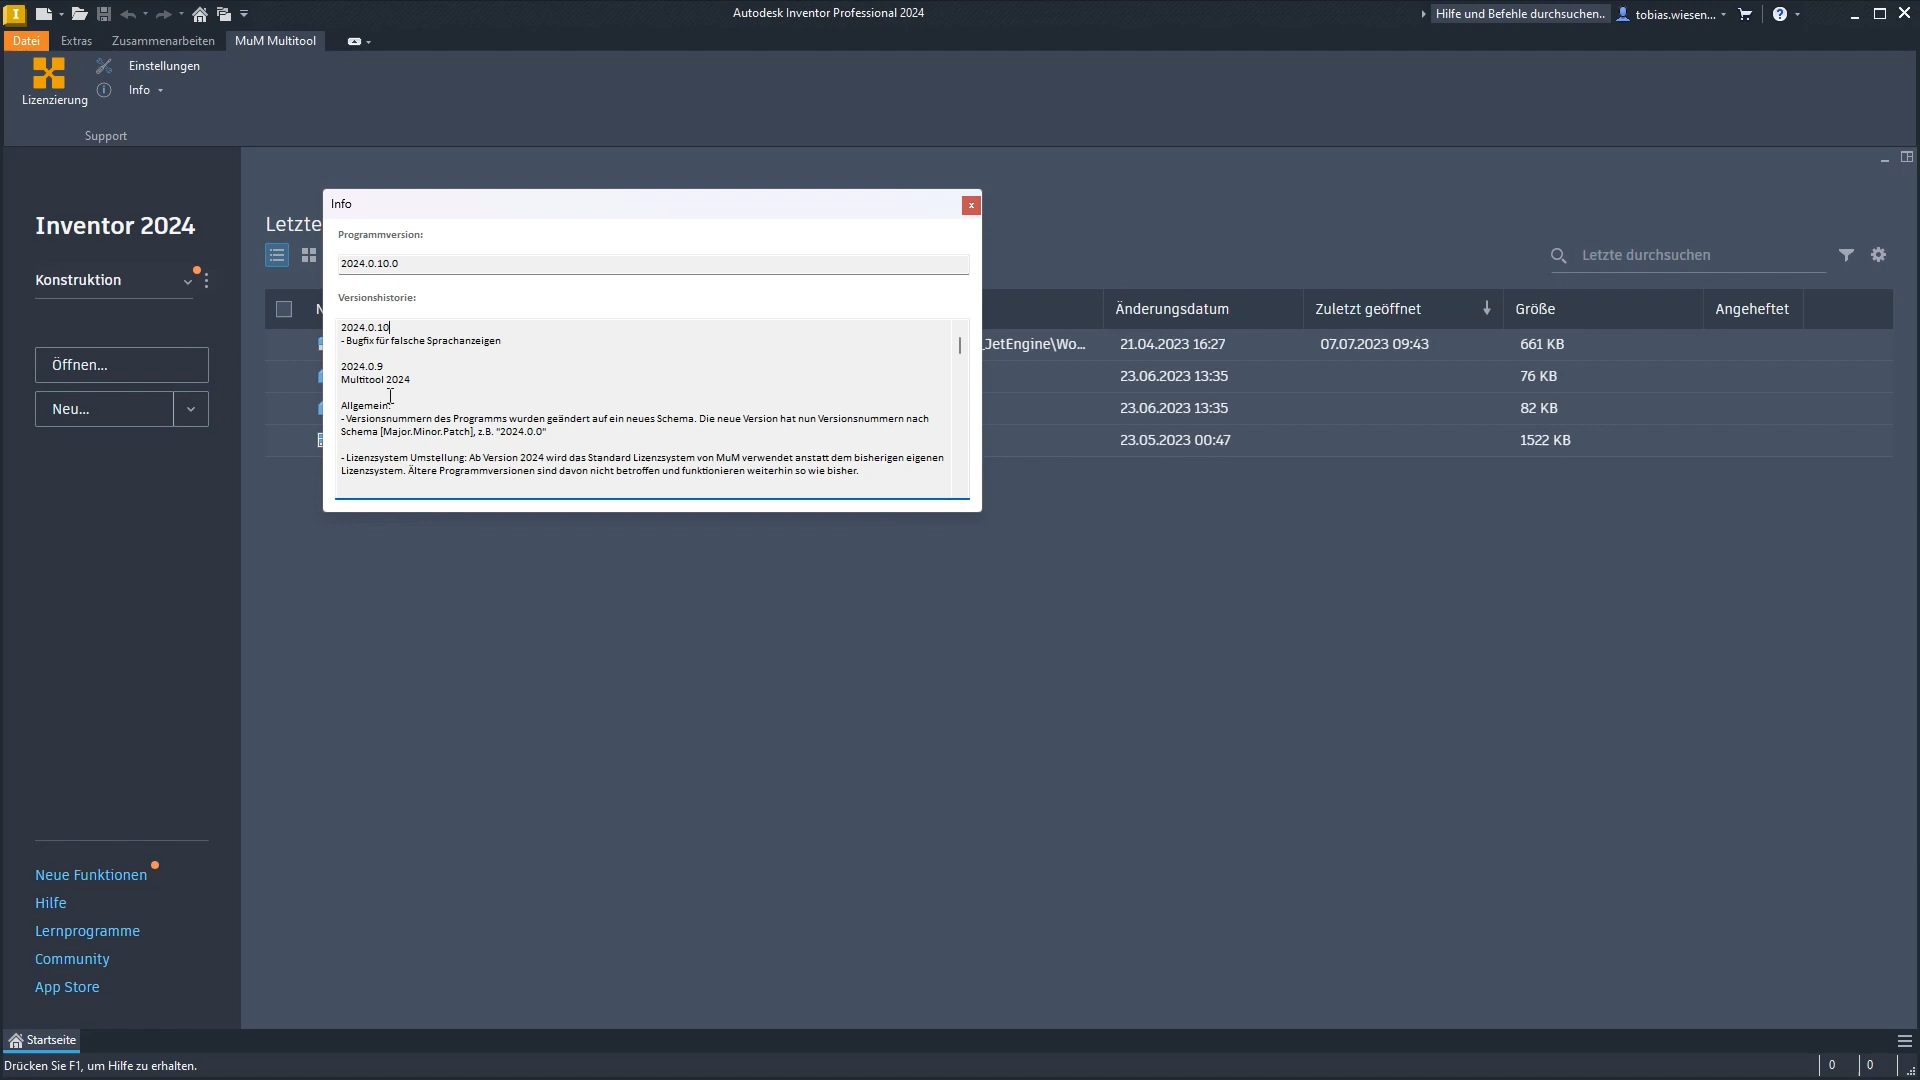 Autodesk Inventor Professional 2024
Hilfe und Befehle durchsuchen..
tobias.wiesen...
Datei
Extras
Zusammenarbeiten
MuM Multitool
Lizenzierung
Einstellungen
Info
Support
Inventor 2024
Konstruktion
Öffnen...
Neu...
Letzte
Letzte durchsuchen
Info
Programmversion:
2024.0.10.0
Versionshistorie:
2024.0.10
- Bugfix für falsche Sprachanzeigen
2024.0.9
Multitool 2024
Allgemein:
- Versionsnummern des Programms wurden geändert auf ein neues Schema. Die neue Version hat nun Versionsnummern nach
Schema [Major.Minor.Patch], z.B. "2024.0.0"
- Lizenzsystem Umstellung: Ab Version 2024 wird das Standard Lizenzsystem von MuM verwendet anstatt dem bisherigen eigenen
Lizenzsystem. Ältere Programmversionen sind davon nicht betroffen und funktionieren weiterhin so wie bisher.
Änderungsdatum
Zuletzt geöffnet
Größe
Angeheftet
_JetEngine\Wo...
21.04.2023 16:27
07.07.2023 09:43
661 KB
23.06.2023 13:35
76 KB
23.06.2023 13:35
82 KB
23.05.2023 00:47
1522 KB
Neue Funktionen
Hilfe
Lernprogramme
Community
App Store
Startseite
Drücken Sie F1, um Hilfe zu erhalten.
0
0